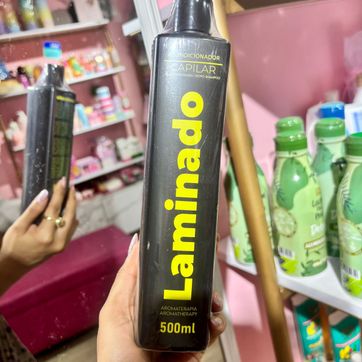 CONDICIONADOR
CAPILAR
Laminado
AROMATERAPIA
AROMATHERAPY
500ml